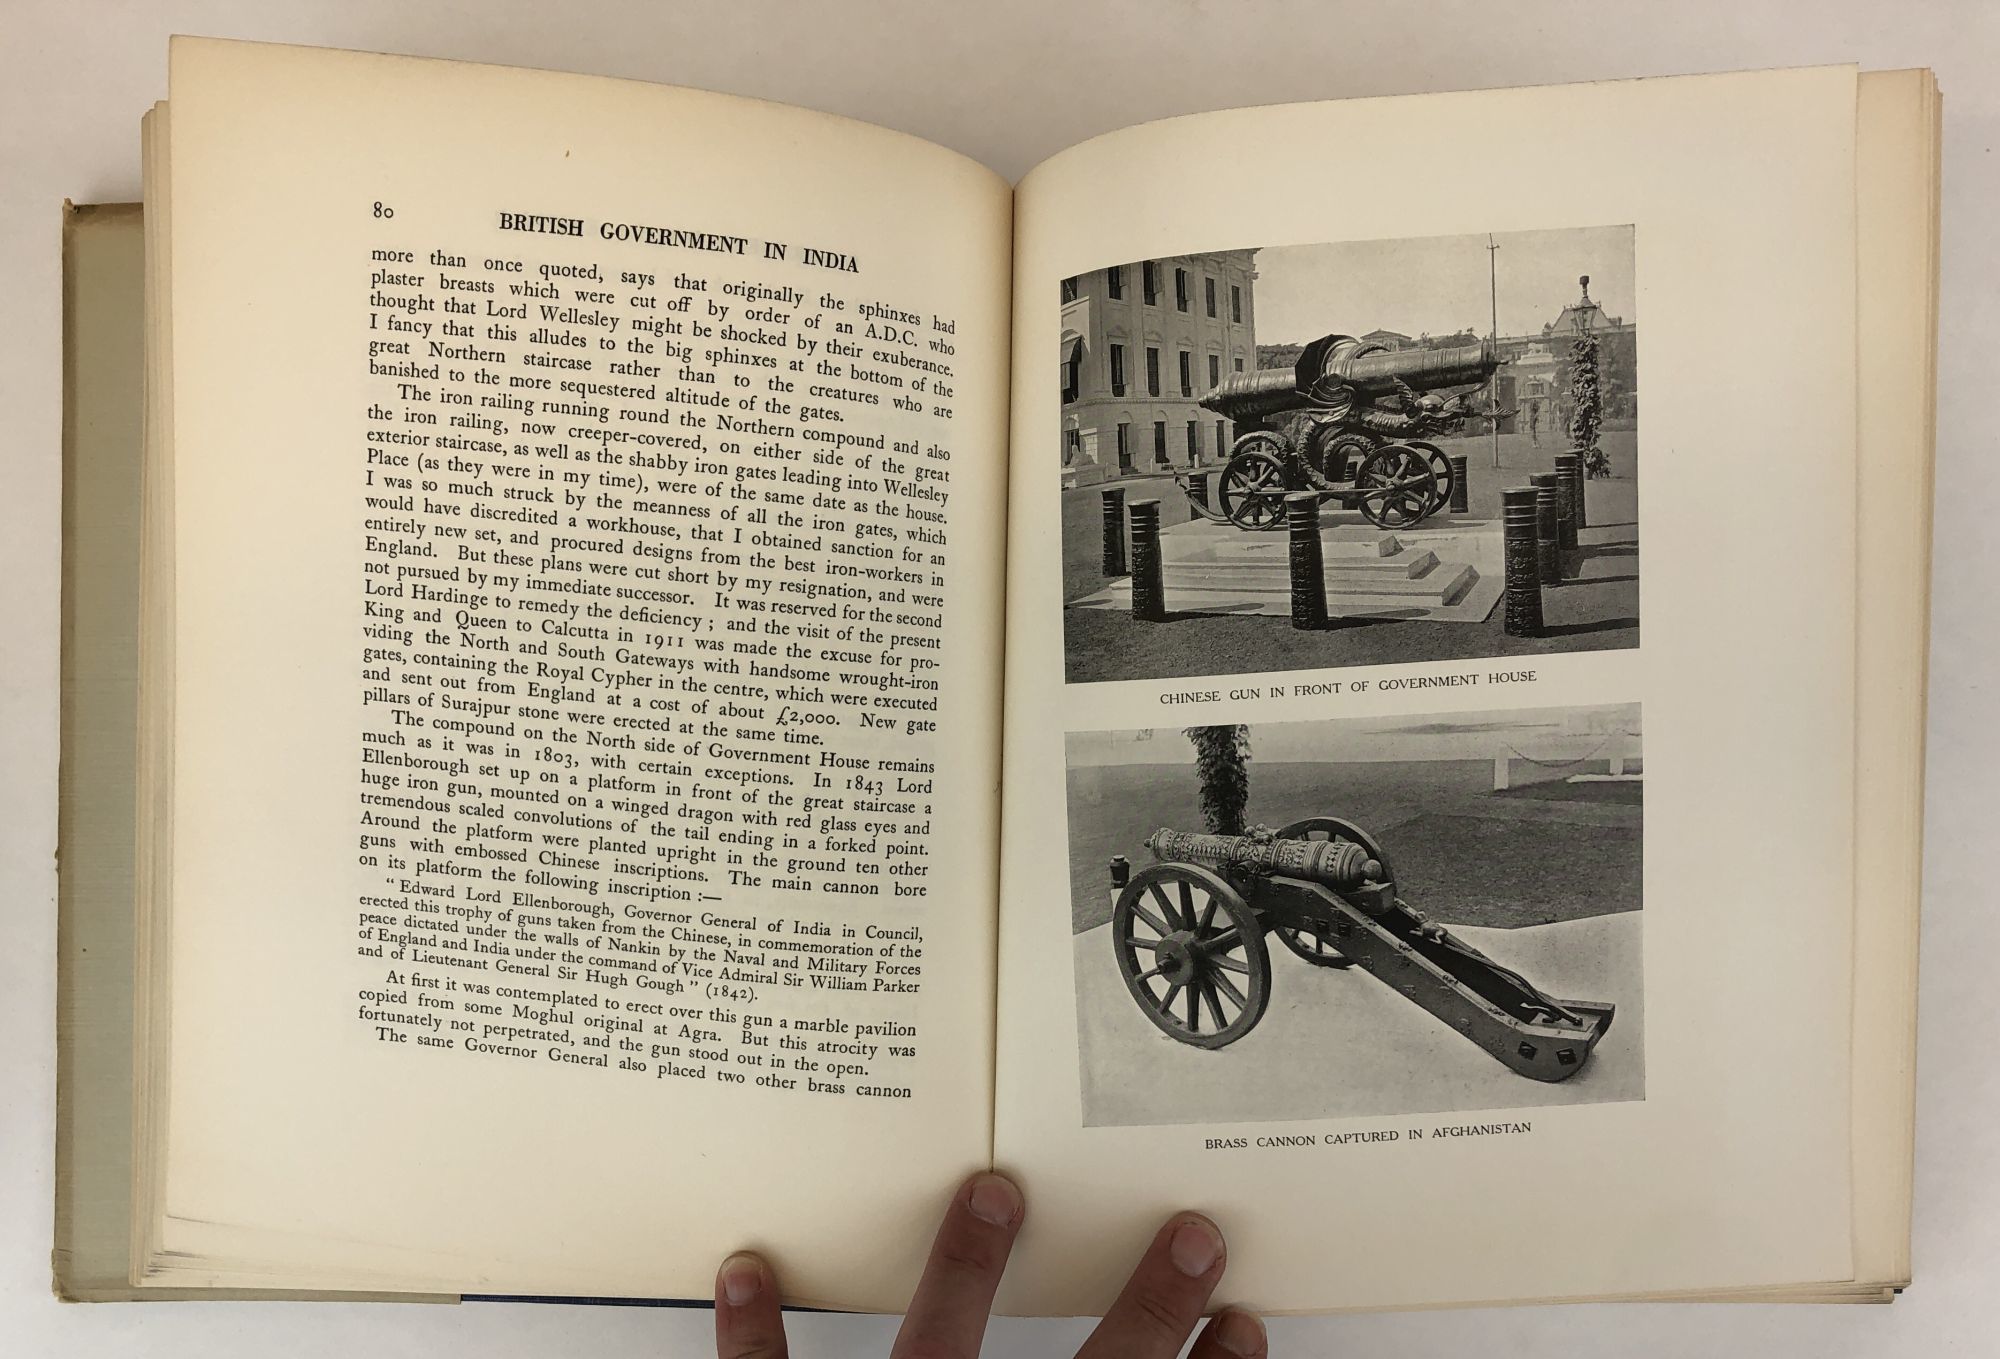 80
BRITISH GOVERNMENT IN INDIA
more than once quoted, says that originally the sphinxes had
plaster breasts which were cut off by order of an A.D.C. who
thought that Lord Wellesley might be shocked by their exuberance.
I fancy that this alludes to the big sphinxes at the bottom of the
great Northern staircase rather than to the creatures who are
banished to the more sequestered altitude of the gates.
The iron railing running round the Northern compound and also
the iron railing, now creeper-covered, on either side of the great
exterior staircase, as well as the shabby iron gates leading into Wellesley
Place (as they were in my time), were of the same date as the house.
I was so much struck by the meanness of all the iron gates, which
would have discredited a workhouse, that I obtained sanction for an
entirely new set, and procured designs from the best iron-workers in
England. But these plans were cut short by my resignation, and were
not pursued by my immediate successor. It was reserved for the second
Lord Hardinge to remedy the deficiency ; and the visit of the present
King and Queen to Calcutta in 1911 was made the excuse for pro-
viding the North and South Gateways with handsome wrought-iron
gates, containing the Royal Cypher in the centre, which were executed
and sent out from England at a cost of about £2,000. New gate
pillars of Surajpur stone were erected at the same time.
The compound on the North side of Government House remains
much as it was in 1803, with certain exceptions. In 1843 Lord
Ellenborough set up on a platform in front of the great staircase a
huge iron gun, mounted on a winged dragon with red glass eyes and
tremendous scaled convolutions of the tail ending in a forked point.
Around the platform were planted upright in the ground ten other
guns with embossed Chinese inscriptions. The main cannon bore
on its platform the following inscription :—
" Edward Lord Ellenborough, Governor General of India in Council,
erected this trophy of guns taken from the Chinese, in commemoration of the
peace dictated under the walls of Nankin by the Naval and Military Forces
of England and India under the command of Vice Admiral Sir William Parker
and of Lieutenant General Sir Hugh Gough " (1842).
At first it was contemplated to erect over this gun a marble pavilion
copied from some Moghul original at Agra. But this atrocity was
fortunately not perpetrated, and the gun stood out in the open.
The same Governor General also placed two other brass cannon
CHINESE GUN IN FRONT OF GOVERNMENT HOUSE
BRASS CANNON CAPTURED IN AFGHANISTAN